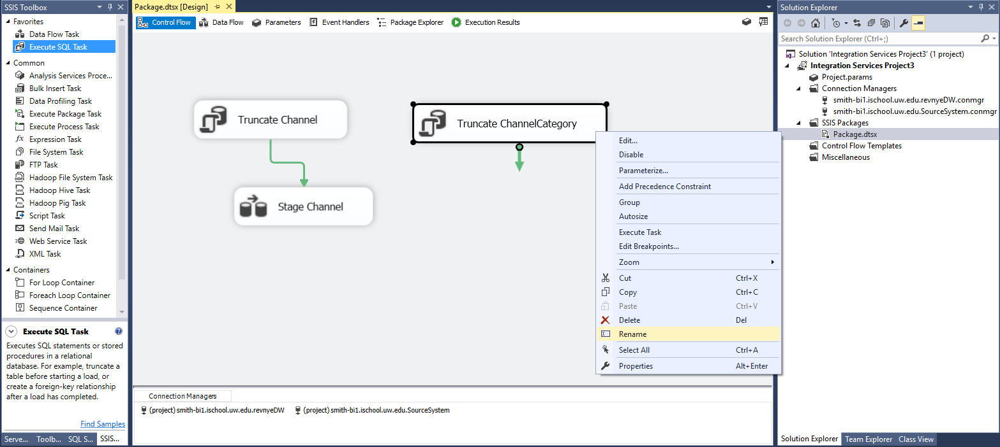 SSIS Toolbox
Favorites
Data Flow Task
Execute SQL Task
Common
Analysis Services Proce...
Bulk Insert Task
Data Profiling Task
Execute Package Task
Execute Process Task
Expression Task
File System Task
FTP Task
Hadoop File System Task
Hadoop Hive Task
Hadoop Pig Task
Script Task
Send Mail Task
Web Service Task
XML Task
Containers
For Loop Container
Foreach Loop Container
Sequence Container
Execute SQL Task
Executes SQL statements or stored
procedures in a relational
database. For example, truncate a
table before starting a load, or
create a foreign-key relationship
after a load has completed.
Find Samples
Serve... Toolb... SQL S... SSIS...
Package.dtsx [Design]
Control Flow Data Flow Parameters Event Handlers Package Explorer Execution Results
Truncate Channel
Truncate ChannelCategory
Stage Channel
Edit...
Disable
Parameterize...
Add Precedence Constraint
Group
Autosize
Execute Task
Edit Breakpoints...
Zoom
Cut Ctrl+X
Copy Ctrl+C
Paste Ctrl+V
Delete Del
Rename
Select All Ctrl+A
Properties Alt+Enter
Connection Managers
(project) smith-bi1.ischool.uw.edu.revnyeDW (project) smith-bi1.ischool.uw.edu.SourceSystem
Solution Explorer
Search Solution Explorer (Ctrl+;)
Solution 'Integration Services Project3' (1 project)
Integration Services Project3
Project.params
Connection Managers
smith-bi1.ischool.uw.edu.revnyeDW.conmgr
smith-bi1.ischool.uw.edu.SourceSystem.conmgr
SSIS Packages
Package.dtsx
Control Flow Templates
Miscellaneous
Solution Explorer Team Explorer Class View